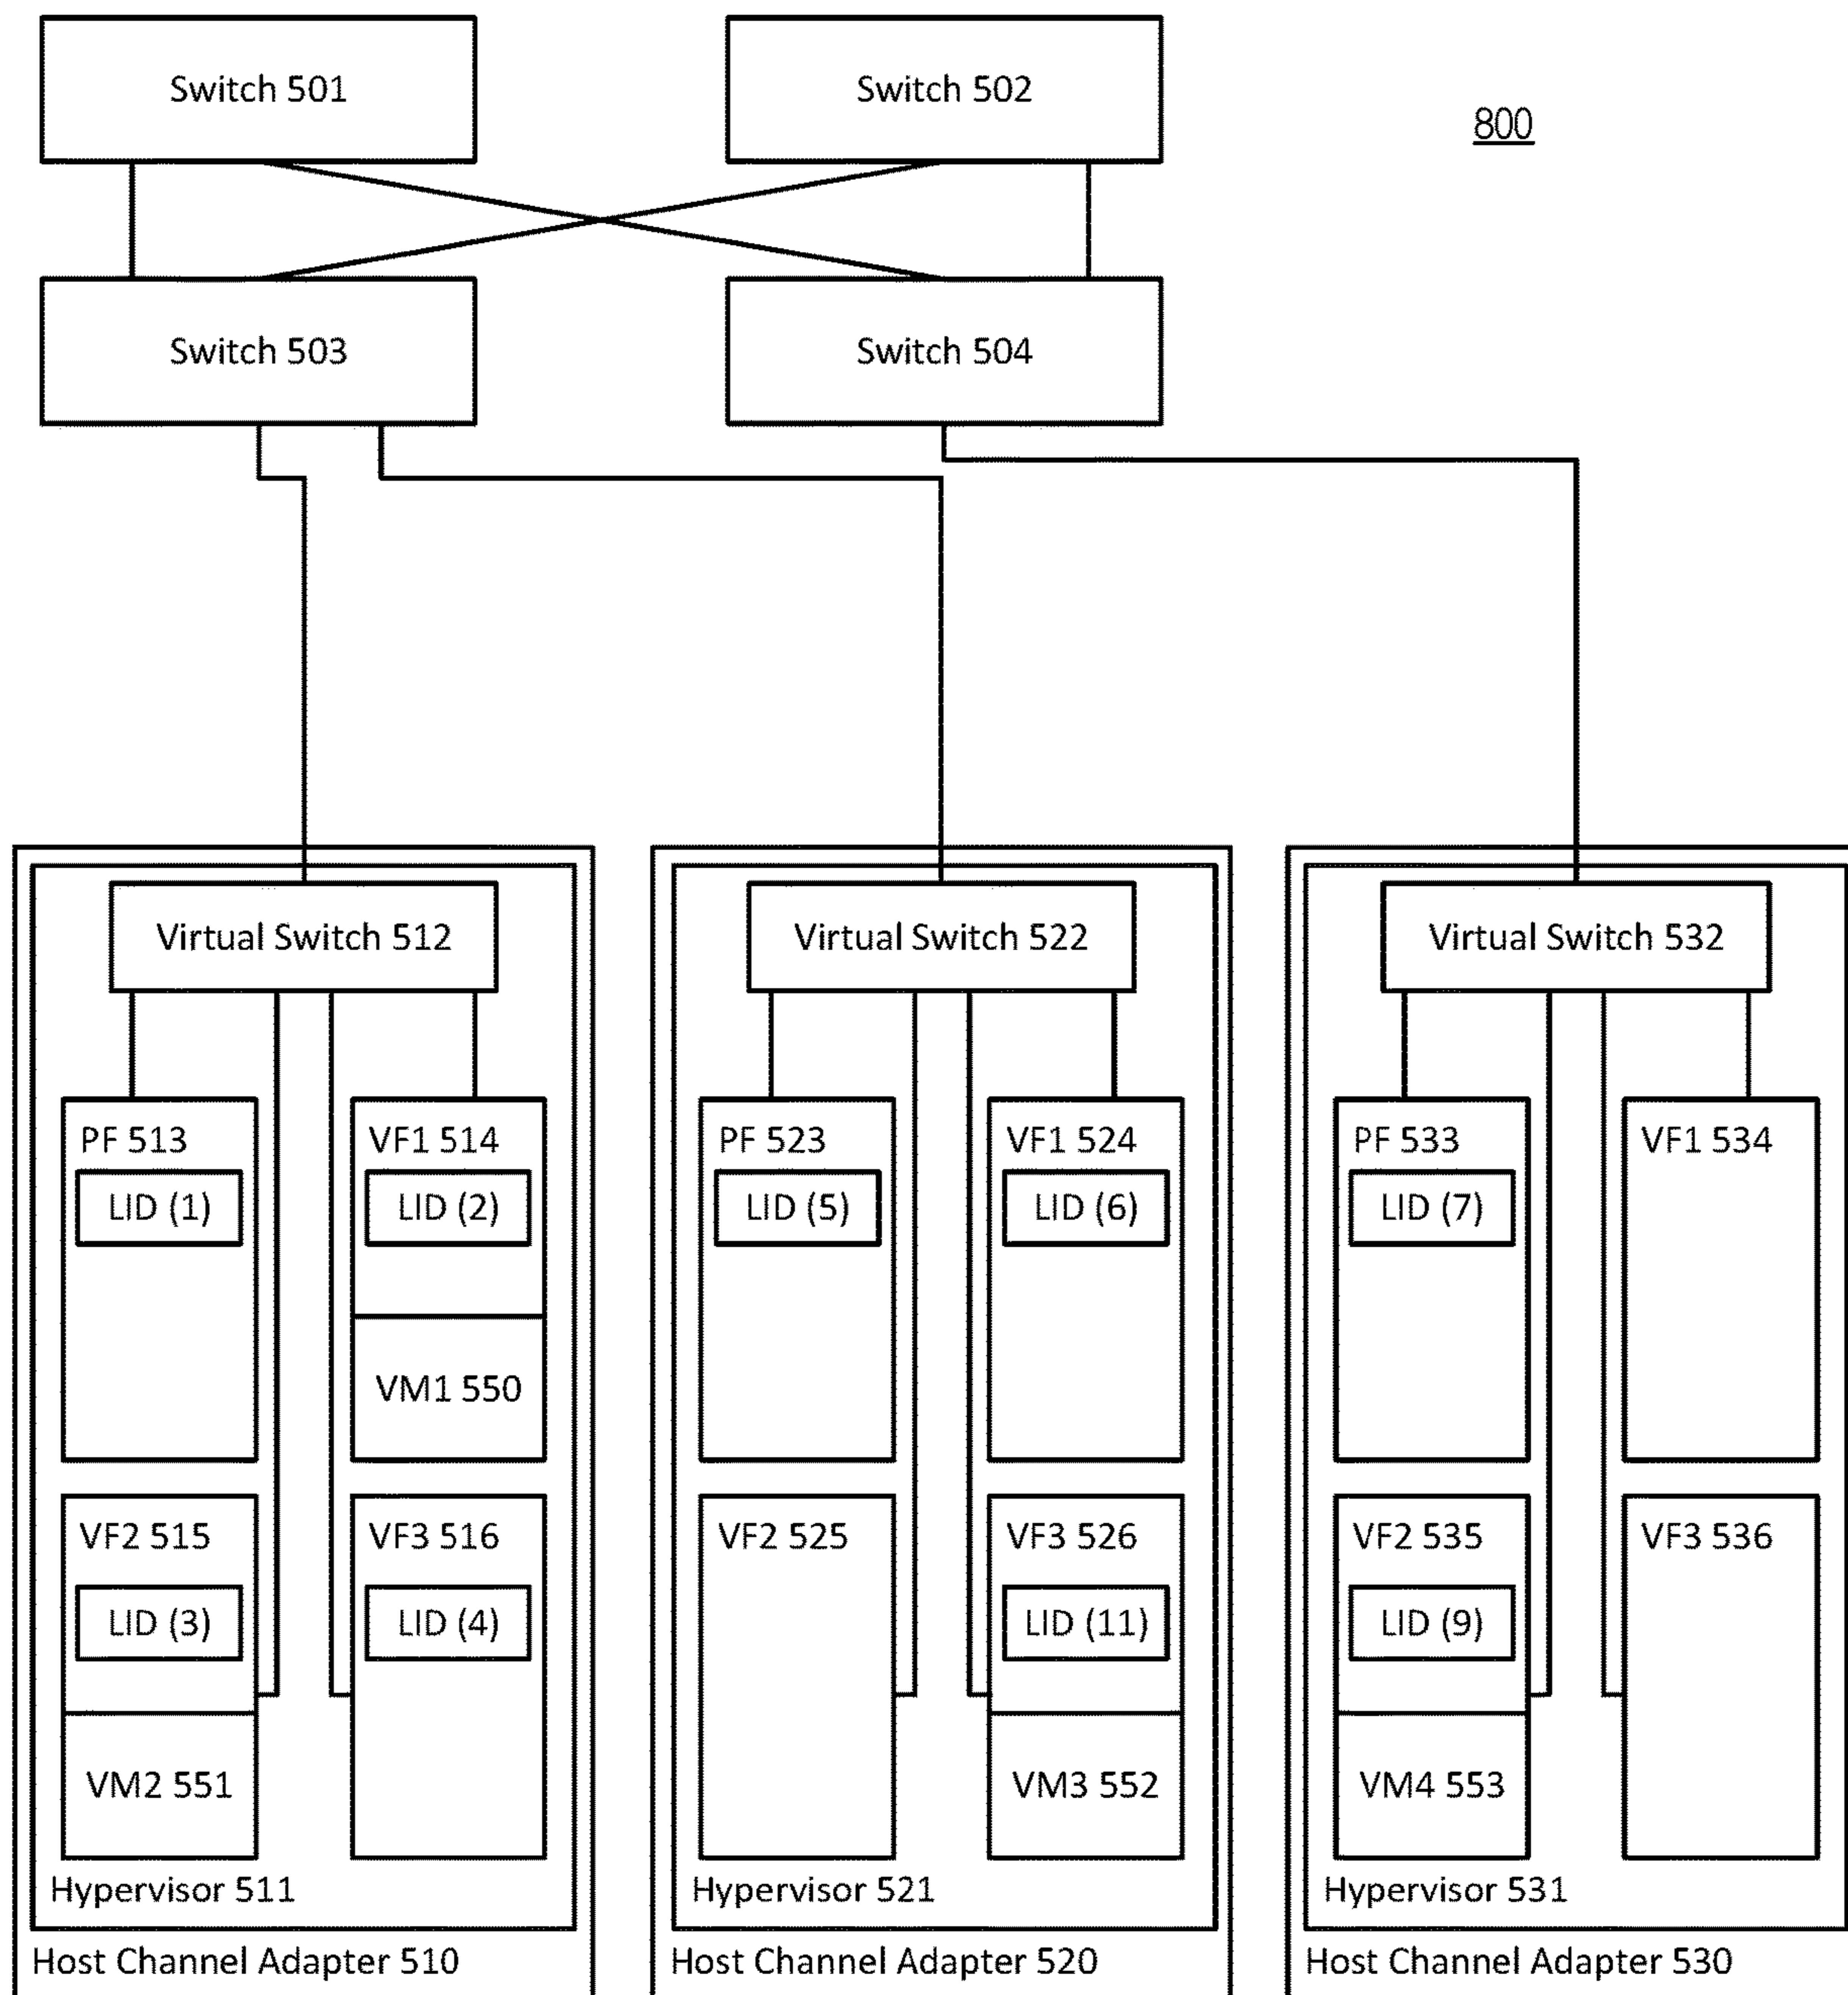 Switch 501
Switch 502
800
Switch 503
Switch 504
Virtual Switch 512
Virtual Switch 522
Virtual Switch 532
PF 513
LID (1)
VF1 514
LID (2)
VM1 550
PF 523
LID (5)
VF1 524
LID (6)
PF 533
LID (7)
VF1 534
VF2 515
LID (3)
VM2 551
VF3 516
LID (4)
VF2 525
VF3 526
LID (11)
VM3 552
VF2 535
LID (9)
VM4 553
VF3 536
Hypervisor 511
Hypervisor 521
Hypervisor 531
Host Channel Adapter 510
Host Channel Adapter 520
Host Channel Adapter 530